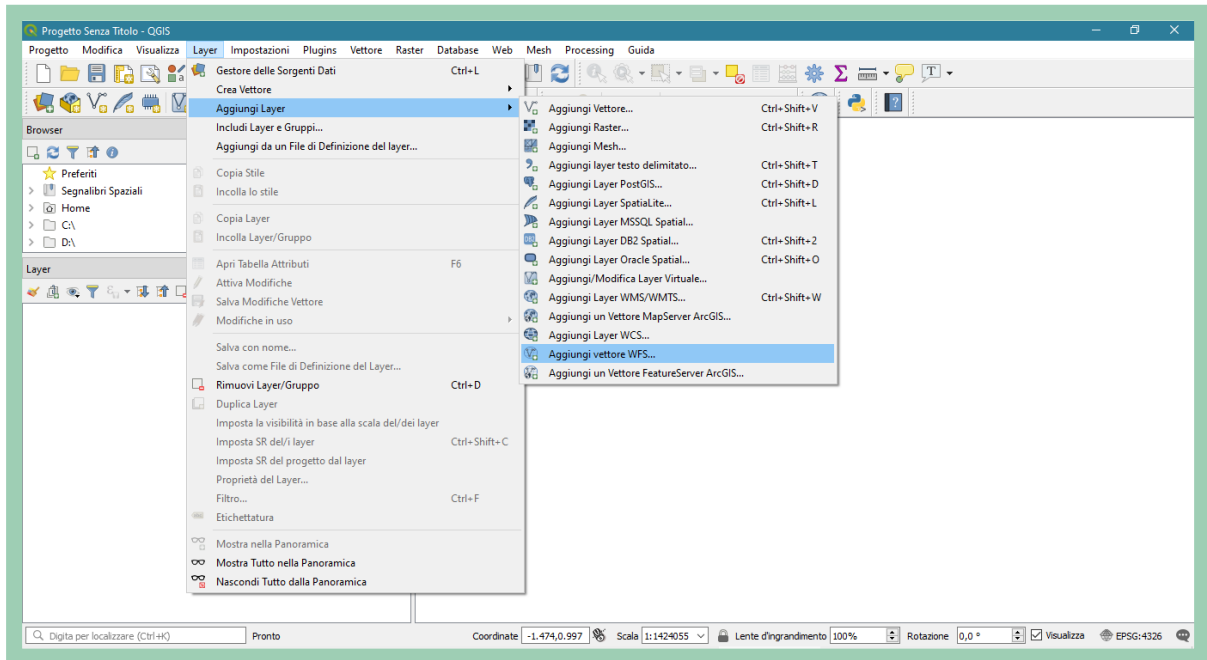 Progetto Senza Titolo - QGIS
Progetto Modifica Visualizza Layer Impostazioni Plugins Vettore Raster Database Web Mesh Processing Guida
Browser
Preferiti
Segnalibri Spaziali
Home
C:\
D:\
Layer
Gestore delle Sorgenti Dati Ctrl+L
Crea Vettore
Aggiungi Layer
Includi Layer e Gruppi...
Aggiungi da un File di Definizione del layer...
Copia Stile
Incolla lo stile
Copia Layer
Incolla Layer/Gruppo
Apri Tabella Attributi F6
Attiva Modifiche
Salva Modifiche Vettore
Modifiche in uso
Salva con nome...
Salva come File di Definizione del Layer...
Rimuovi Layer/Gruppo Ctrl+D
Duplica Layer
Imposta la visibilità in base alla scala del/dei layer
Imposta SR del/i layer Ctrl+Shift+C
Imposta SR del progetto dal layer
Proprietà del Layer...
Filtro... Ctrl+F
Etichettatura
Mostra nella Panoramica
Mostra Tutto nella Panoramica
Nascondi Tutto dalla Panoramica
Aggiungi Vettore... Ctrl+Shift+V
Aggiungi Raster... Ctrl+Shift+R
Aggiungi Mesh...
Aggiungi layer testo delimitato... Ctrl+Shift+T
Aggiungi Layer PostGIS... Ctrl+Shift+D
Aggiungi Layer SpatiaLite... Ctrl+Shift+L
Aggiungi Layer MSSQL Spatial...
Aggiungi Layer DB2 Spatial... Ctrl+Shift+2
Aggiungi Layer Oracle Spatial... Ctrl+Shift+O
Aggiungi/Modifica Layer Virtuale...
Aggiungi Layer WMS/WMTS... Ctrl+Shift+W
Aggiungi un Vettore MapServer ArcGIS...
Aggiungi Layer WCS...
Aggiungi vettore WFS...
Aggiungi un Vettore FeatureServer ArcGIS...
Digita per localizzare (Ctrl+K) Pronto Coordinate -1.474,0.997 Scala 1:1424055 Lente d'ingrandimento 100% Rotazione 0,0 ° Visualizza EPSG:4326